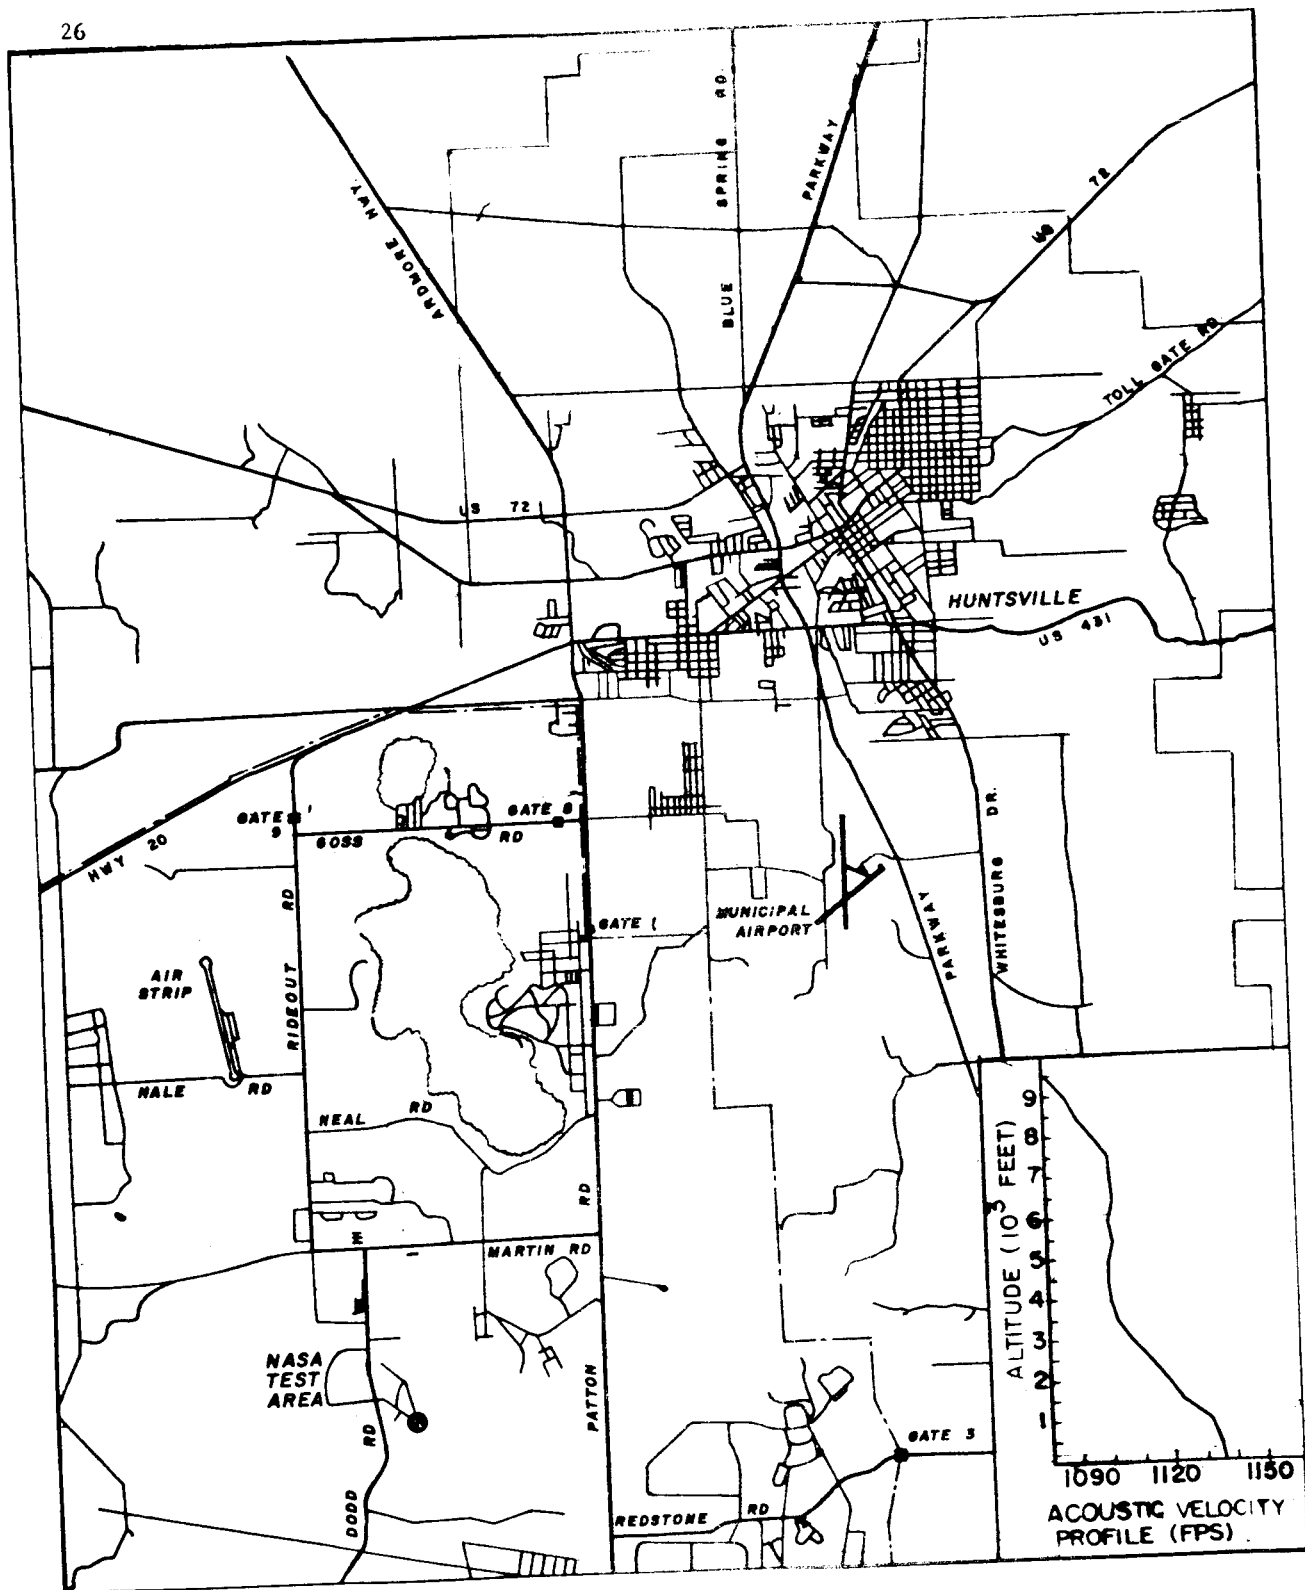 26
SPRING RD.
BLUE
PARKWAY
ARDMORE HWY.
US 72
TOLL GATE RD
US 72
HUNTSVILLE
US 431
GATE 9
GATE 8
GOSS RD
HWY 20
RIDEOUT RD
GATE 1
MUNICIPAL
AIRPORT
PARKWAY
WHITESBURG DR.
AIR
STRIP
HALE RD
NEAL RD
MARTIN RD
PATTON RD
NASA
TEST
AREA
DODD RD
GATE 3
REDSTONE RD
ALTITUDE (10³ FEET)
9
8
7
6
5
4
3
2
1
1090 1120 1150
ACOUSTIC VELOCITY
PROFILE (FPS)